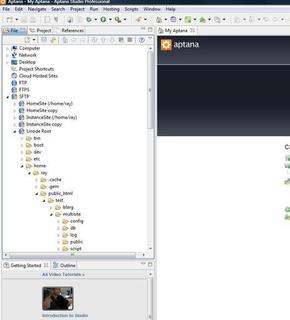 Aptana - My Aptana - Aptana Studio Professional
File Edit Navigate Search Project Run Hosting Scripts Window Help
File Project References
My Aptana
aptana
Computer
Network
Desktop
Project Shortcuts
Cloud Hosted Sites
FTP
FTPS
SFTP
HomeSite (/home/ray)
HomeSite copy
InstanceSite (/home/ray)
InstanceSite copy
Linode Root
bin
boot
dev
etc
home
ray
.cache
.gem
public_html
test
blarg
multisite
config
db
log
public
script
Getting Started Outline
All Video Tutorials »
Introduction to Studio